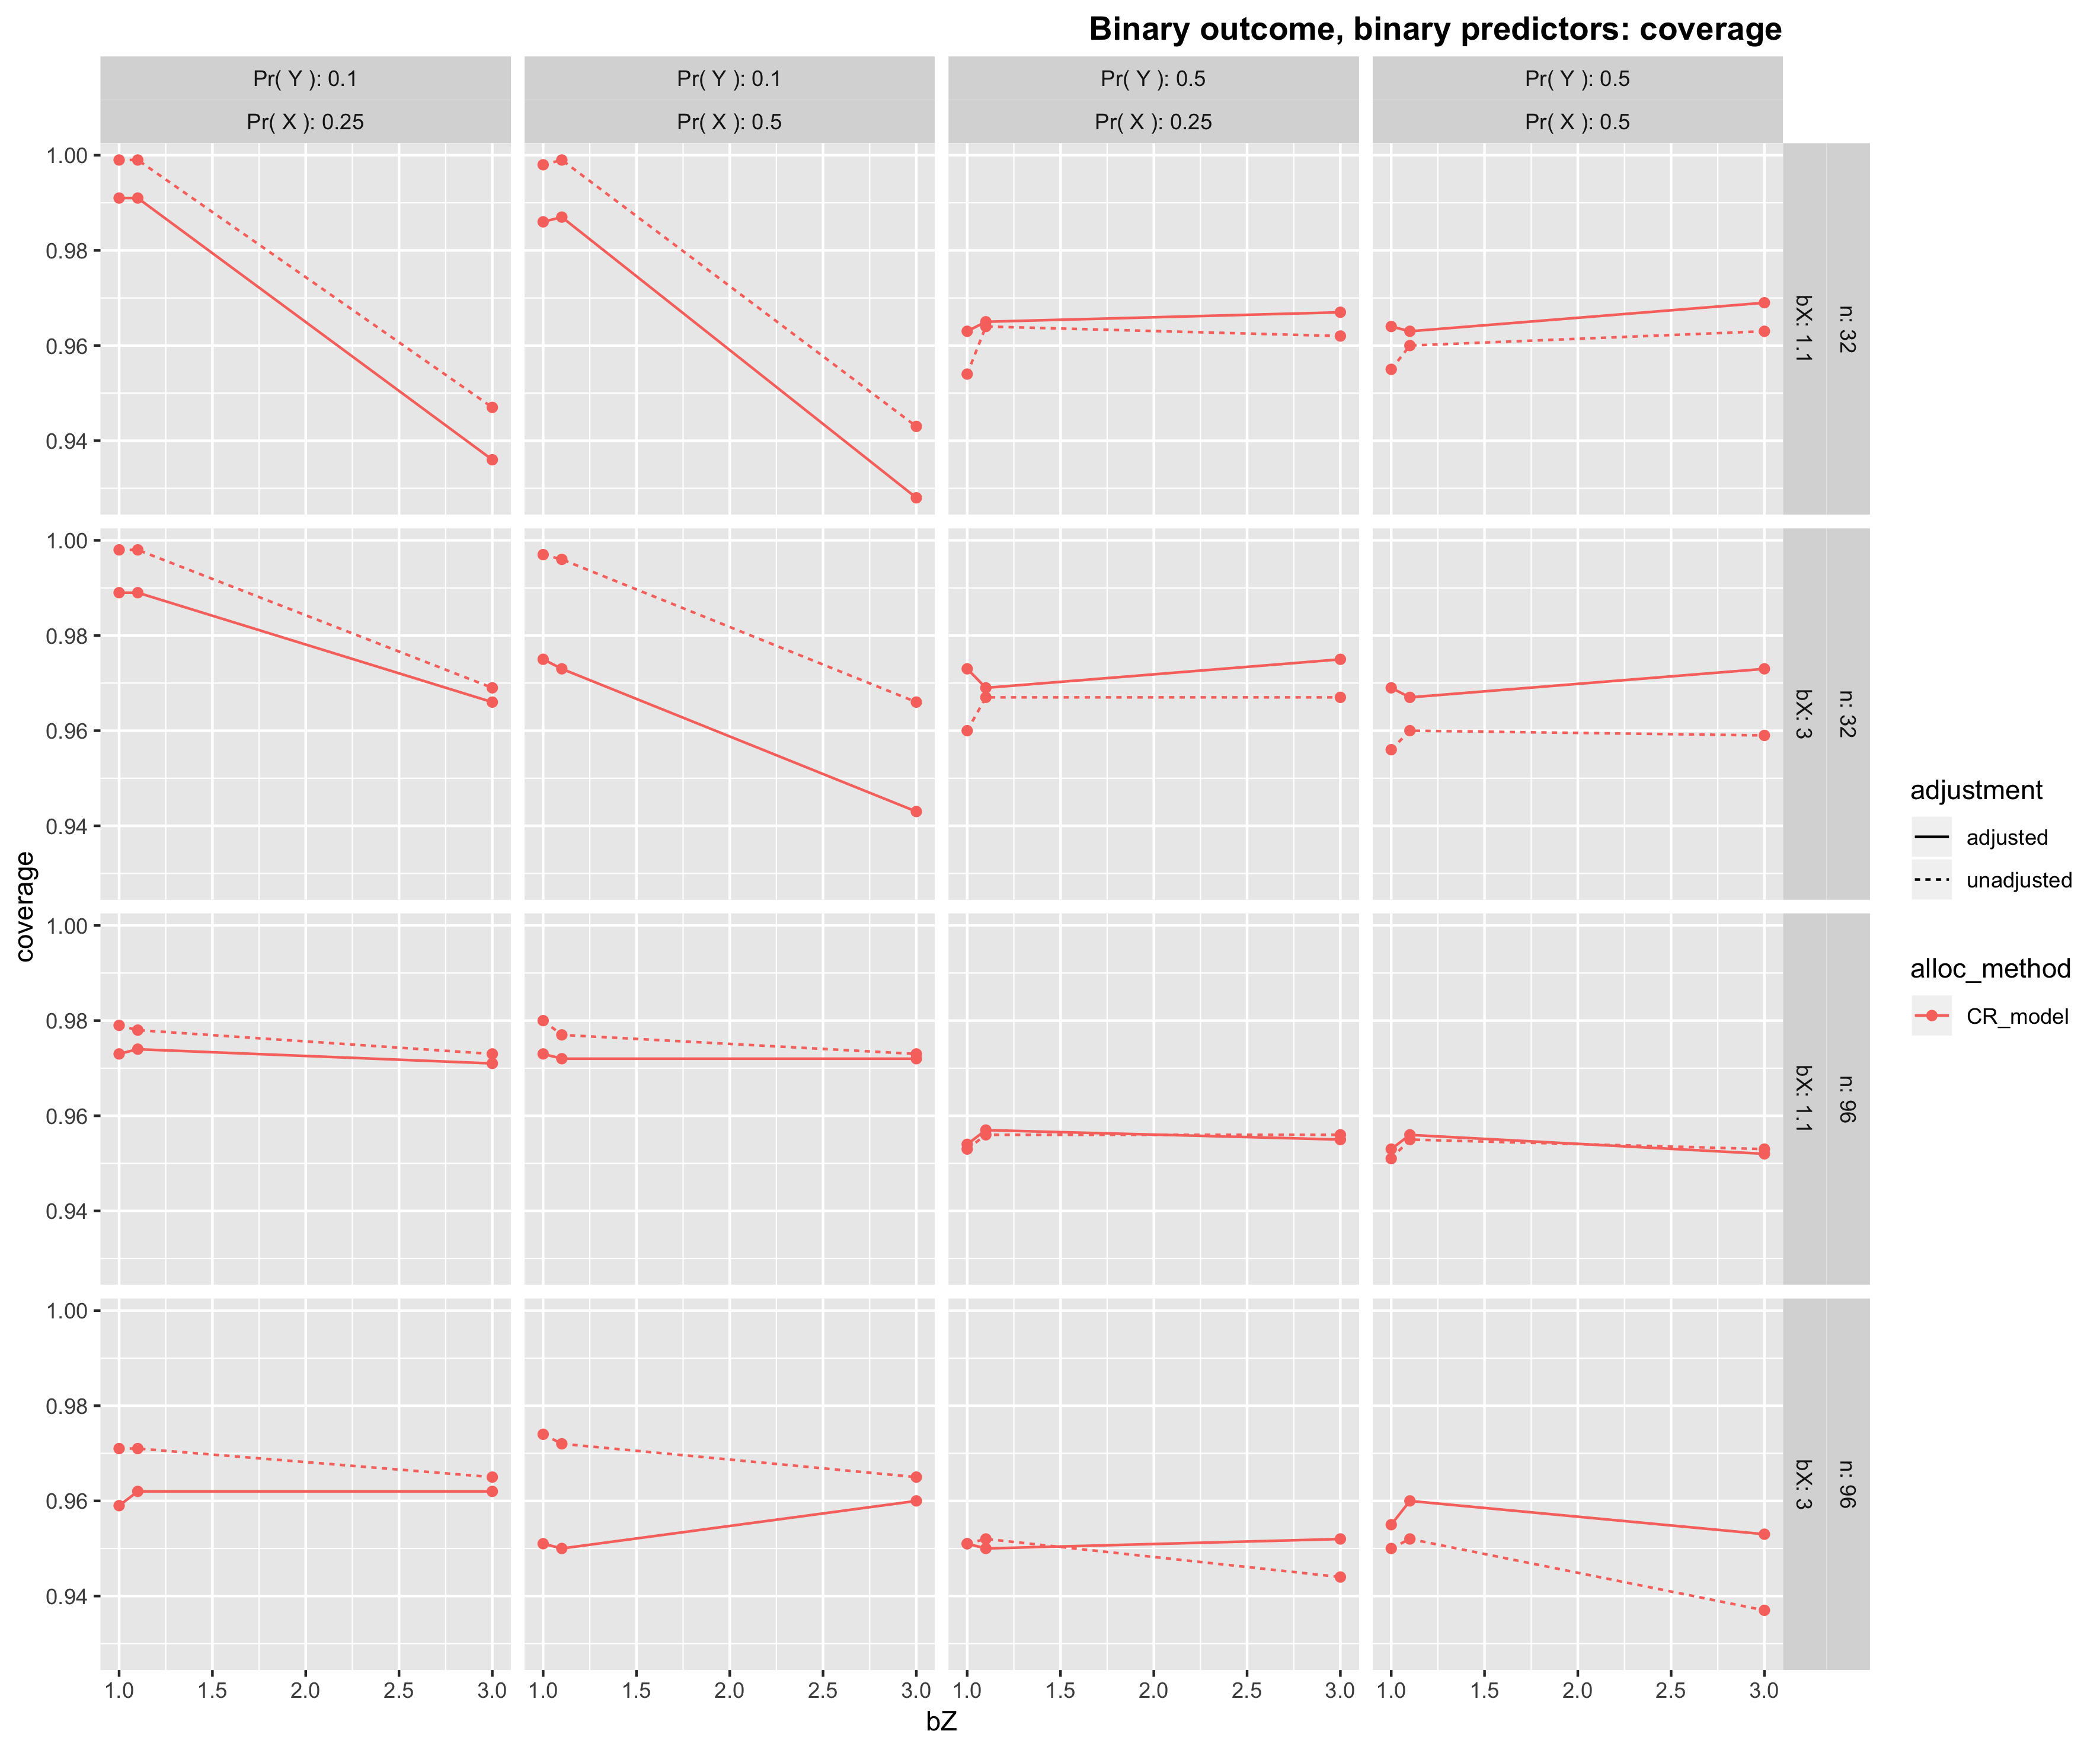 Binary outcome, binary predictors: coverage
Pr( Y ): 0.1
Pr( Y ): 0.1
Pr( Y ): 0.5
Pr( Y ): 0.5
Pr( X ): 0.25
Pr( X ): 0.5
Pr( X ): 0.25
Pr( X ): 0.5
1.00
0.98
0.96
0.94
bX: 1.1
n: 32
1.00
0.98
0.96
0.94
bX: 3
n: 32
1.00
0.98
0.96
0.94
bX: 1.1
n: 96
1.00
0.98
0.96
0.94
bX: 3
n: 96
coverage
1.0 1.5 2.0 2.5 3.0
1.0 1.5 2.0 2.5 3.0
1.0 1.5 2.0 2.5 3.0
1.0 1.5 2.0 2.5 3.0
bZ
adjustment
adjusted
unadjusted
alloc_method
CR_model